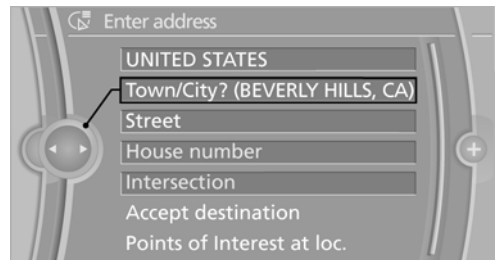 Enter address
UNITED STATES
Town/City? (BEVERLY HILLS, CA)
Street
House number
Intersection
Accept destination
Points of Interest at loc.